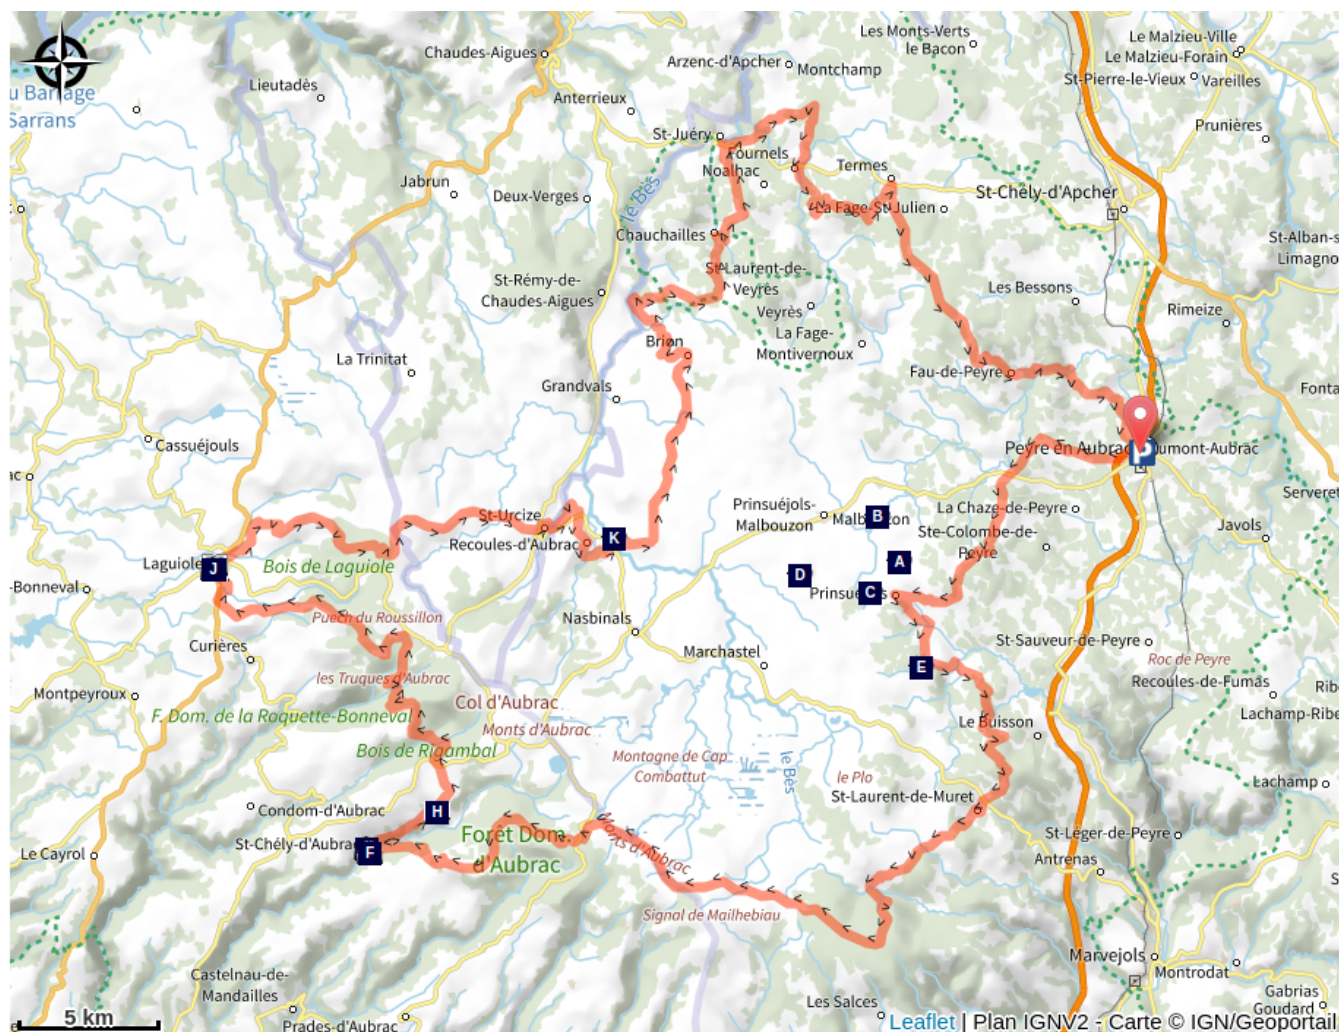 Les Monts-Verts
le Bacon
Le Malzieu-Ville
Le Malzieu-Forain
St-Pierre-le-Vieux
Vareilles
Chaudes-Aigues
Arzenc-d'Apcher
Montchamp
Lieutadès
Anterrieux
Sarrans
St-Juéry
Prunières
Fournels
Noalhac
Termes
Jabrun
Deux-Verges
le Bès
La Fage-St-Julien
St-Chély-d'Apcher
Chauchailles
St-Alban-s
Limagno
St-Rémy-de-
Chaudes-Aigues
St-Laurent-de-
Veyrès
Les Bessons
Veyrès
Rimeize
La Fage-
Montivernoux
Brion
La Trinitat
Fau-de-Peyre
Grandvals
Fonta
Cassuéjouls
Peyre en Aubrac
P
umont-Aubrac
Serveret
Prinsuéjols-
Malbouzon
B
La Chaze-de-Peyre
St-Urcize
Ste-Colombe-de-
Peyre
Javols
Recoules-d'Aubrac
K
Laguiole
J
Bois de Laguiole
A
D
C
-Bonneval
Puech du Roussillon
Nasbinals
Curières
Marchastel
E
St-Sauveur-de-Peyre
Roc de Peyre
Recoules-de-Fumas
les Truques d'Aubrac
Montpeyroux
Col d'Aubrac
F. Dom. de la Roquette-Bonneval
Monts d'Aubrac
Le Buisson
Lachamp-Ribe
Bois de Rigambal
Montagne de Cap
Combattut
le Bès
le Plo
St-Laurent-de-Muret
Lachamp
Condom-d'Aubrac
H
Forêt Dom.
d'Aubrac
Monts d'Aubrac
St-Léger-de-Peyre
St-Chély-d'Aubra
F
Le Cayrol
Antrenas
Signal de Mailhebiau
Marvejols
Montrodat
Castelnau-de-
Mandailles
Les Salces
Gabrias
Goudard
5 km
Prades-d'Aubrac
Leaflet | Plan IGNV2 - Carte © IGN/Geoportail